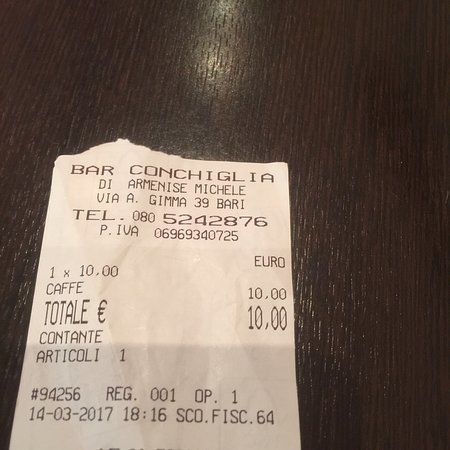 BAR CONCHIGLIA
DI ARMENISE MICHELE
VIA A. GIMMA 39 BARI
TEL. 080 5242876
P.IVA 06969340725
EURO
1 x 10,00
CAFFE 10,00
TOTALE € 10,00
CONTANTE
ARTICOLI 1
#94256 REG. 001 OP. 1
14-03-2017 18:16 SCO.FISC.64